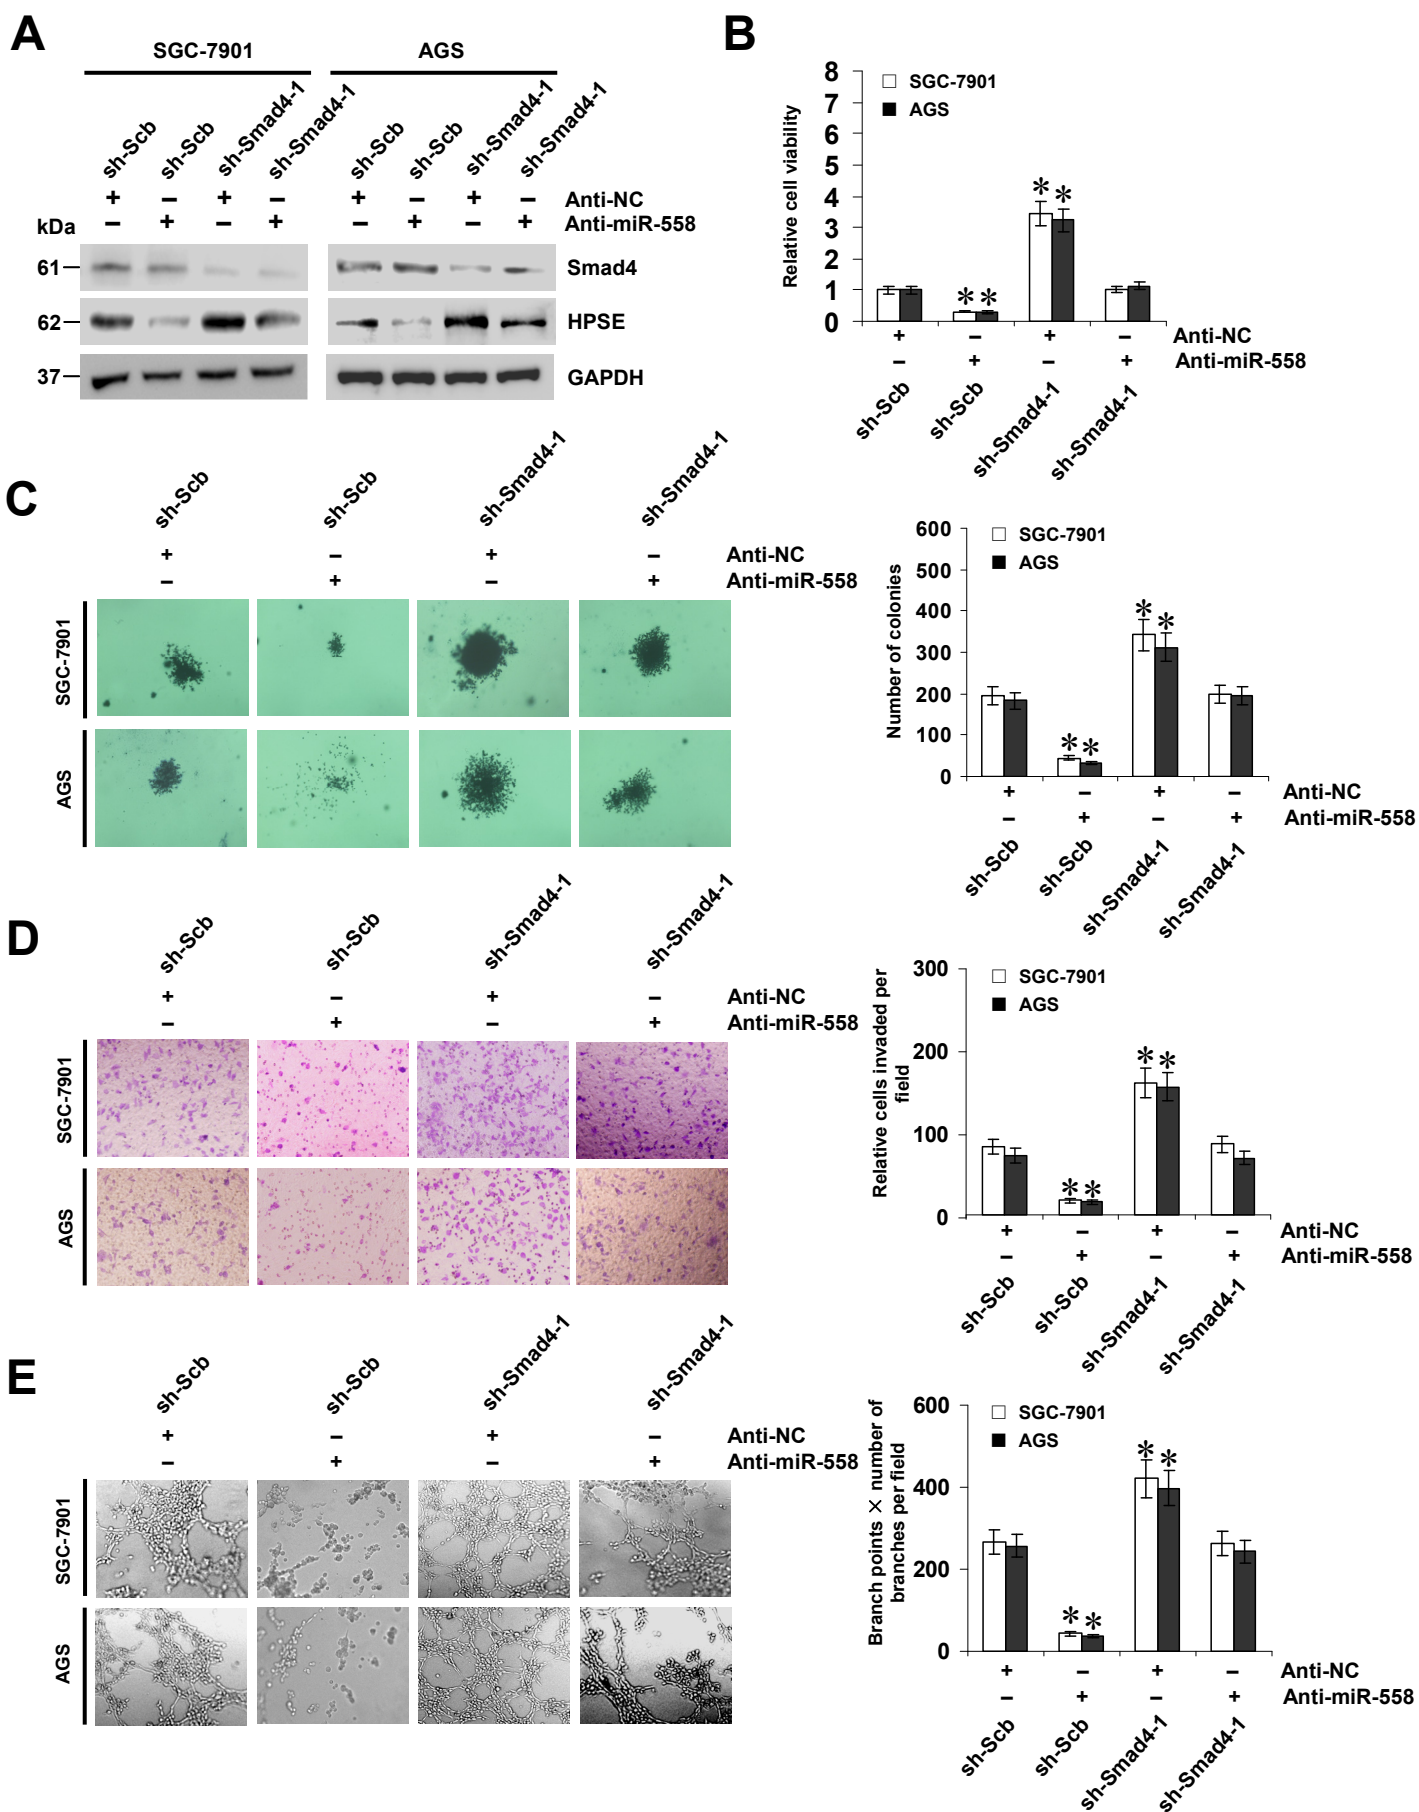 A
SGC-7901
AGS
sh-Scb
sh-Scb
sh-Smad4-1
sh-Smad4-1
sh-Scb
sh-Scb
sh-Smad4-1
sh-Smad4-1
+ – + – + – + – Anti-NC
– + – + – + – + Anti-miR-558
kDa
61 Smad4
62 HPSE
37 GAPDH
B
Relative cell viability
8
7
6
5
4
3
2
1
0
SGC-7901
AGS
* *
* *
+ – + – Anti-NC
– + – + Anti-miR-558
sh-Scb
sh-Scb
sh-Smad4-1
sh-Smad4-1
C
sh-Scb
sh-Scb
sh-Smad4-1
sh-Smad4-1
+ – + – Anti-NC
– + – + Anti-miR-558
SGC-7901
AGS
Number of colonies
600
500
400
300
200
100
0
SGC-7901
AGS
* *
* *
+ – + – Anti-NC
– + – + Anti-miR-558
sh-Scb
sh-Scb
sh-Smad4-1
sh-Smad4-1
D
sh-Scb
sh-Scb
sh-Smad4-1
sh-Smad4-1
+ – + – Anti-NC
– + – + Anti-miR-558
SGC-7901
AGS
Relative cells invaded per
field
300
200
100
0
SGC-7901
AGS
* *
* *
+ – + – Anti-NC
– + – + Anti-miR-558
sh-Scb
sh-Scb
sh-Smad4-1
sh-Smad4-1
E
sh-Scb
sh-Scb
sh-Smad4-1
sh-Smad4-1
+ – + – Anti-NC
– + – + Anti-miR-558
SGC-7901
AGS
Branch points × number of
branches per field
600
400
200
0
SGC-7901
AGS
* *
* *
+ – + – Anti-NC
– + – + Anti-miR-558
sh-Scb
sh-Scb
sh-Smad4-1
sh-Smad4-1